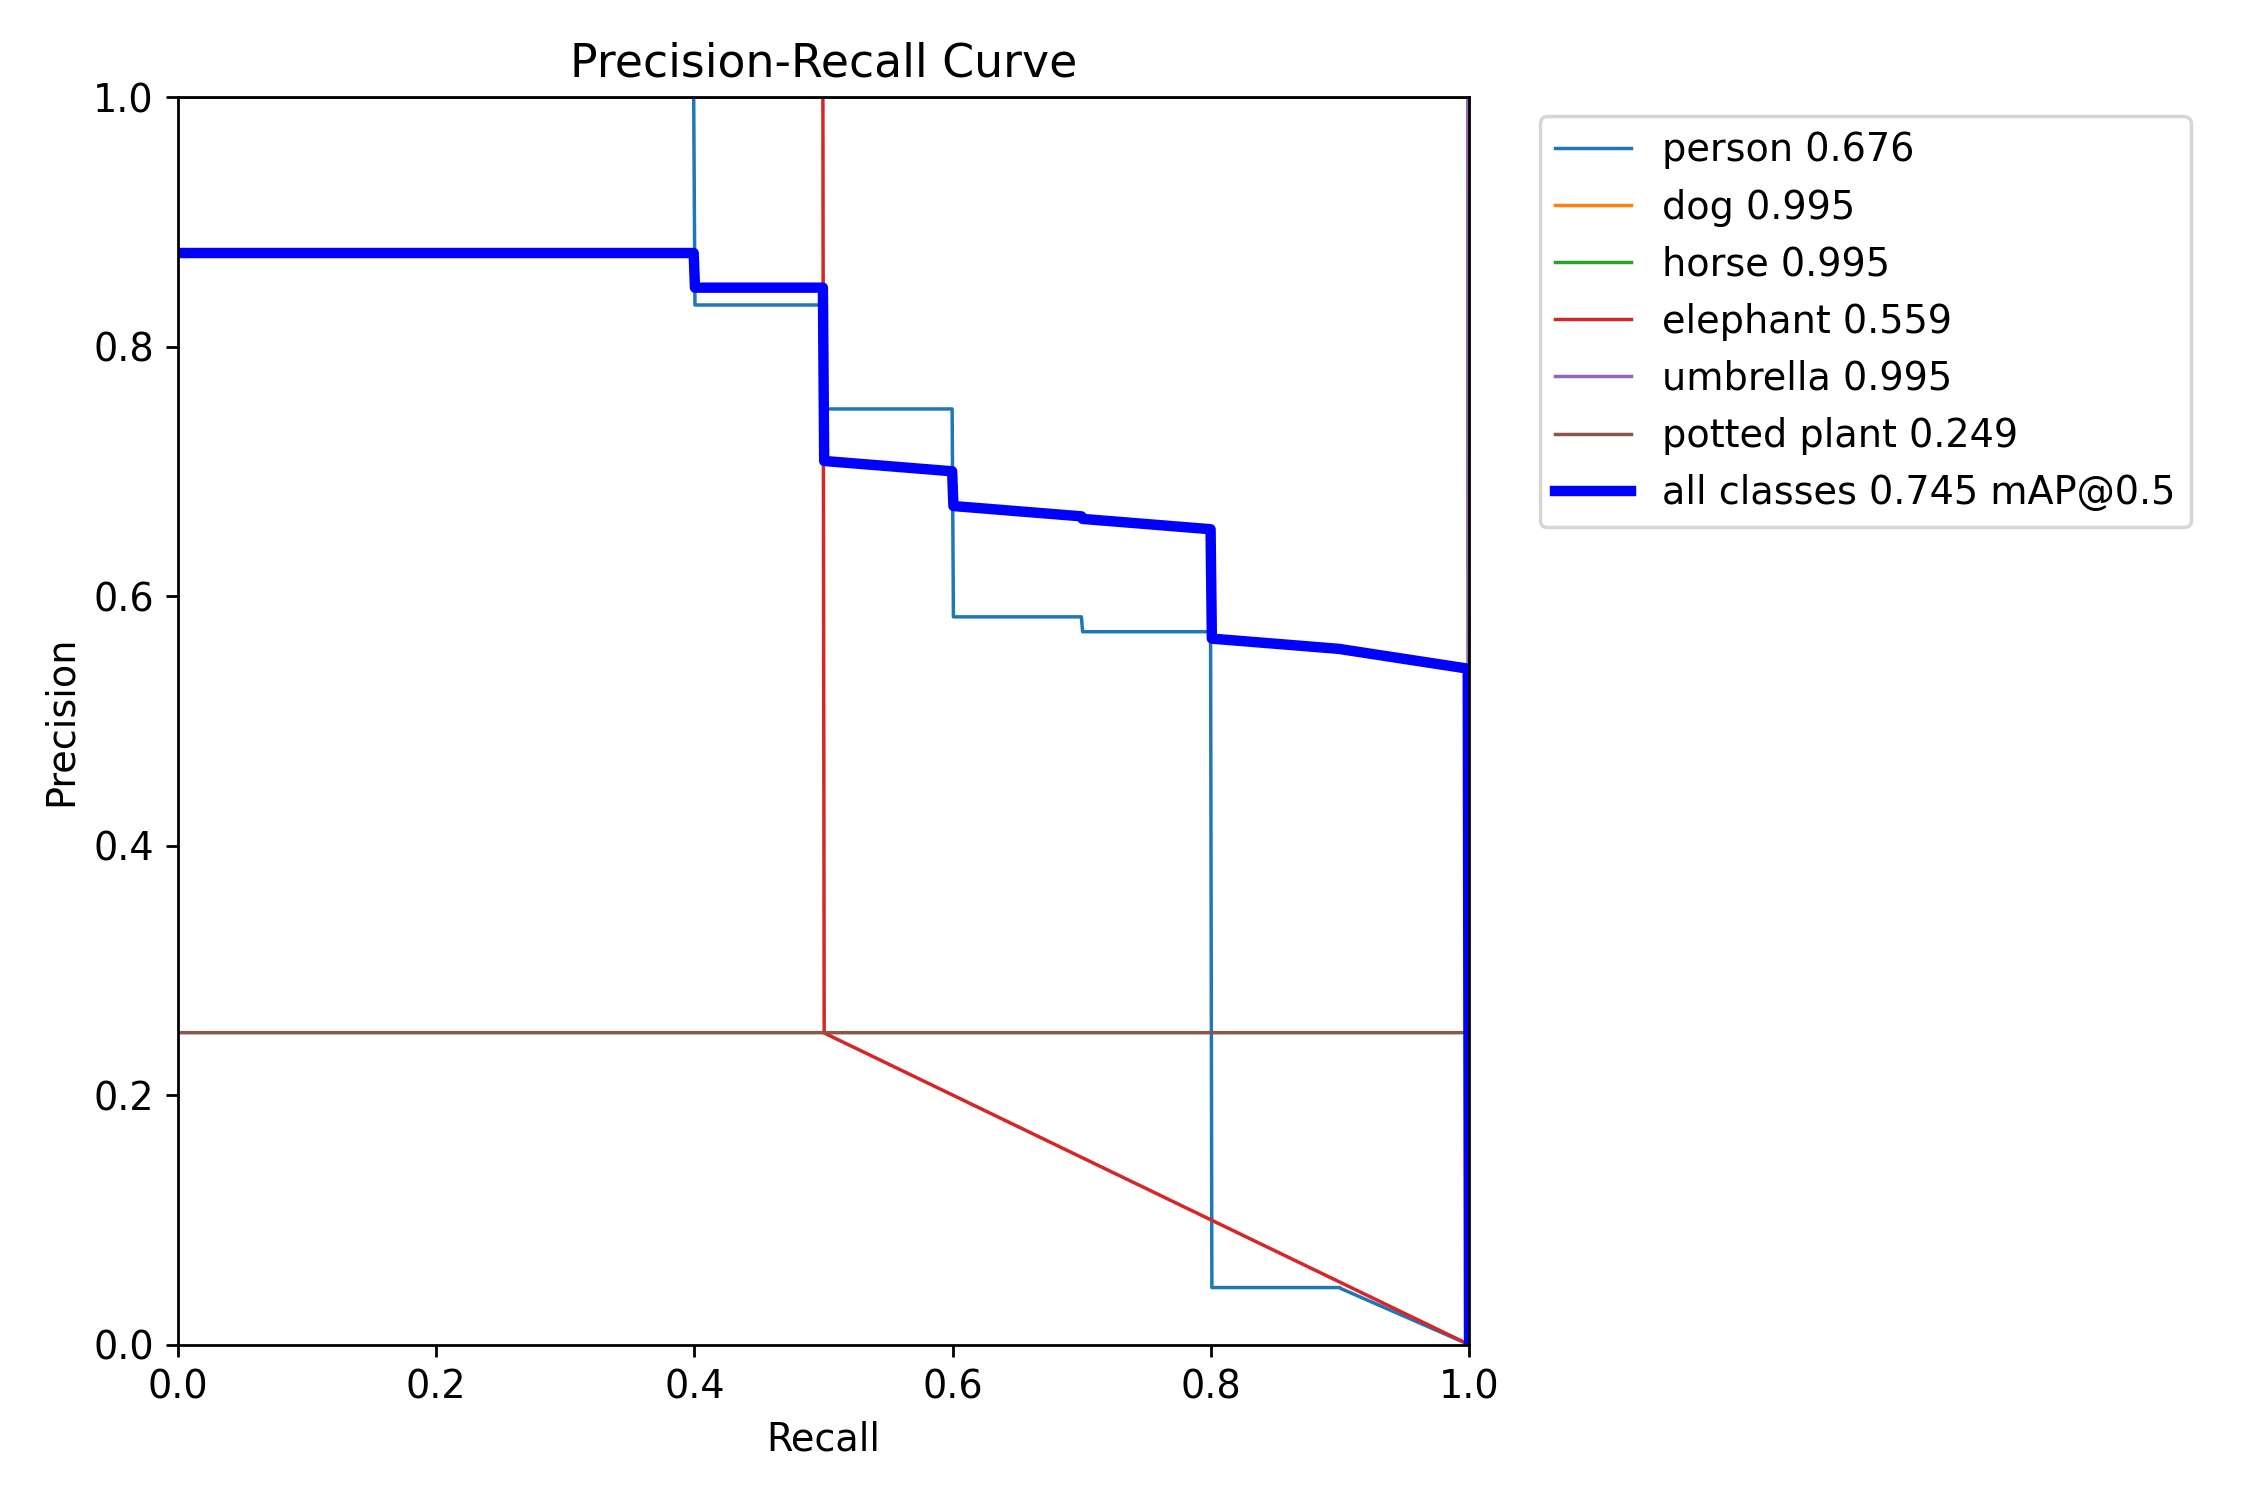 Precision-Recall Curve
1.0
0.8
0.6
0.4
0.2
0.0
Precision
0.0 0.2 0.4 0.6 0.8 1.0
Recall
person 0.676
dog 0.995
horse 0.995
elephant 0.559
umbrella 0.995
potted plant 0.249
all classes 0.745 mAP@0.5